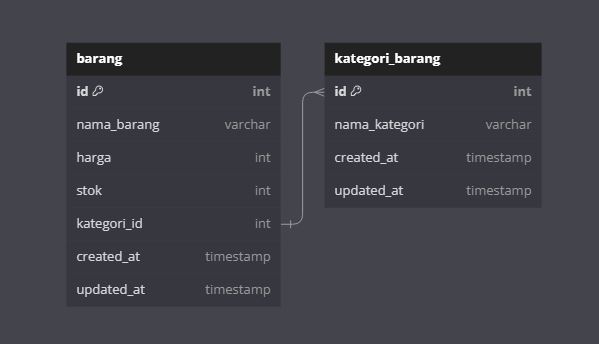 barang
id int
nama_barang varchar
harga int
stok int
kategori_id int
created_at timestamp
updated_at timestamp
kategori_barang
id int
nama_kategori varchar
created_at timestamp
updated_at timestamp